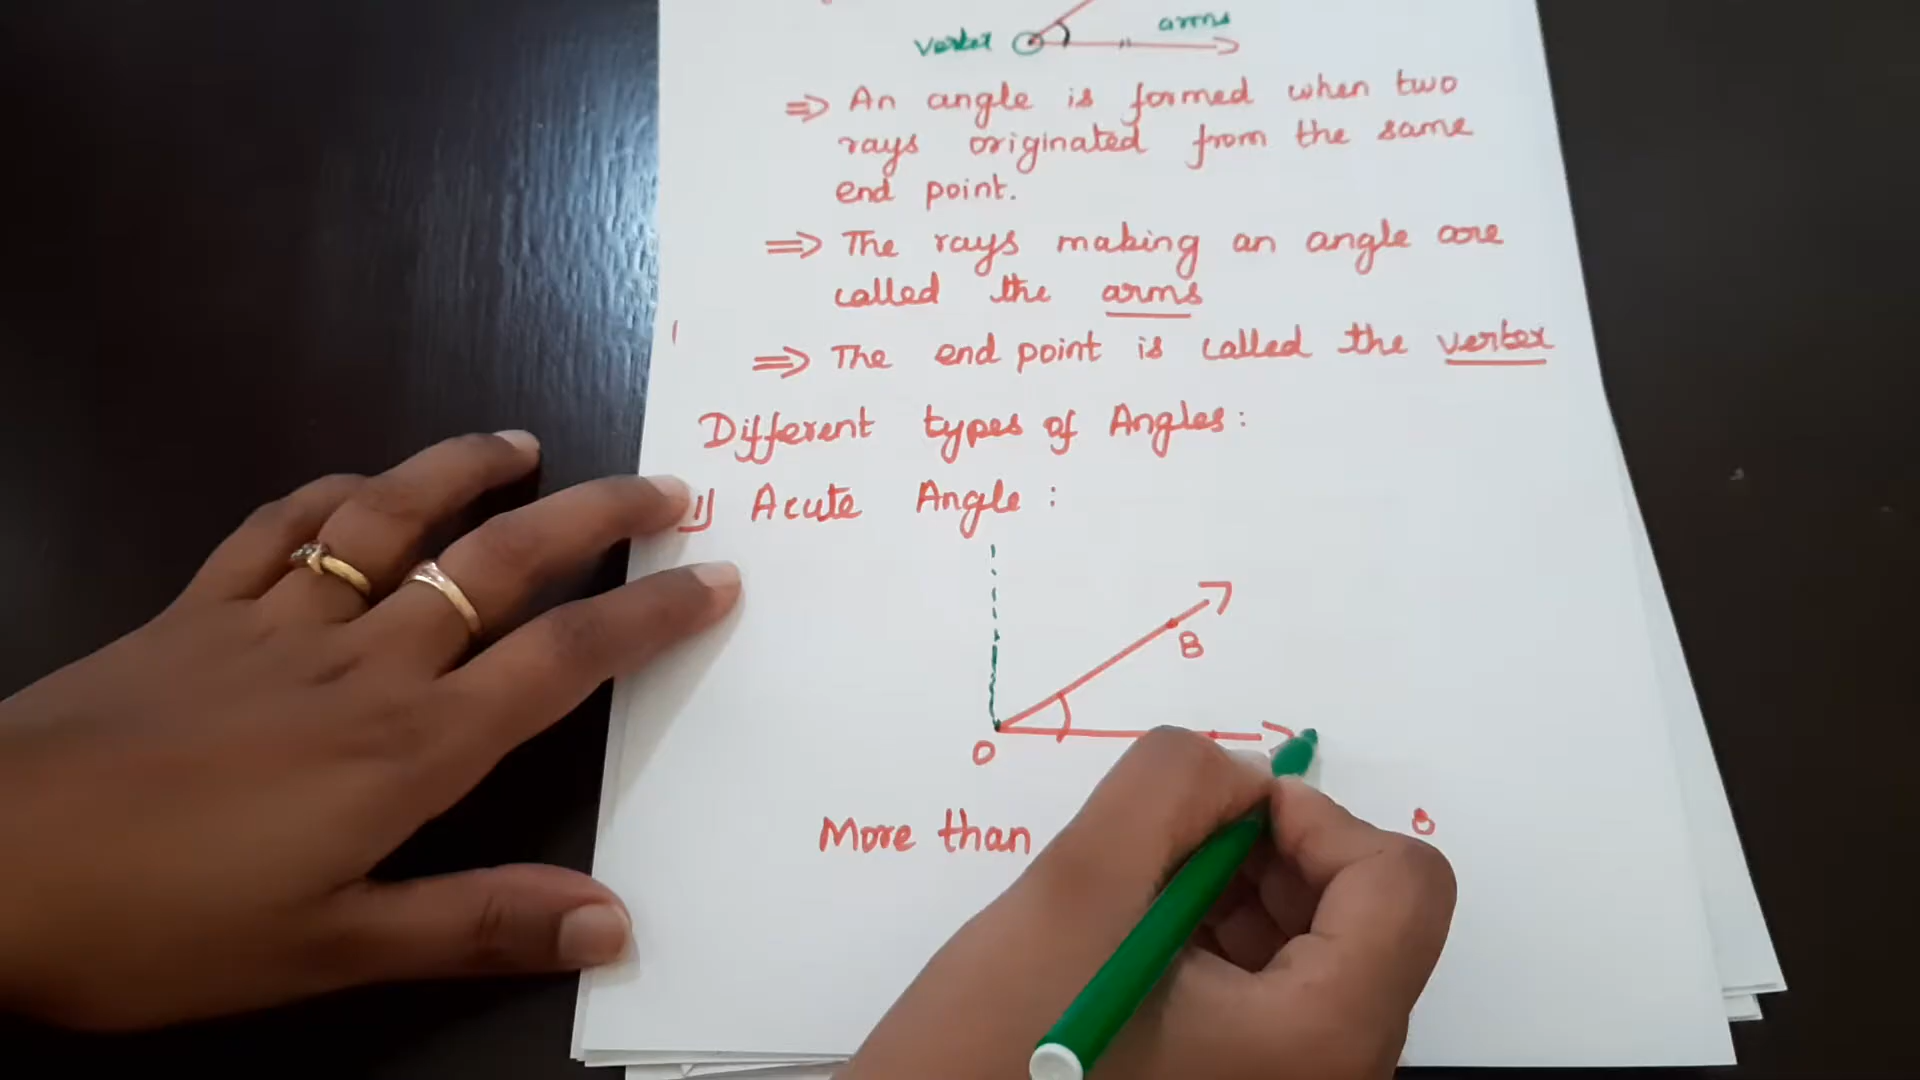 vertex arms
⇒ An angle is formed when two
rays originated from the same
end point.
⇒ The rays making an angle are
called the arms
⇒ The end point is called the vertex
Different types of Angles:
1) Acute Angle:
B
O
More than